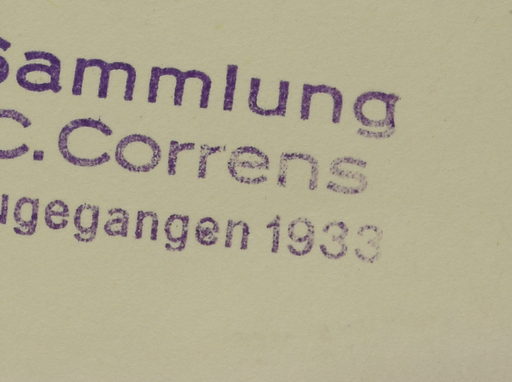 Sammlung
C. Correns
ugegangen 1933